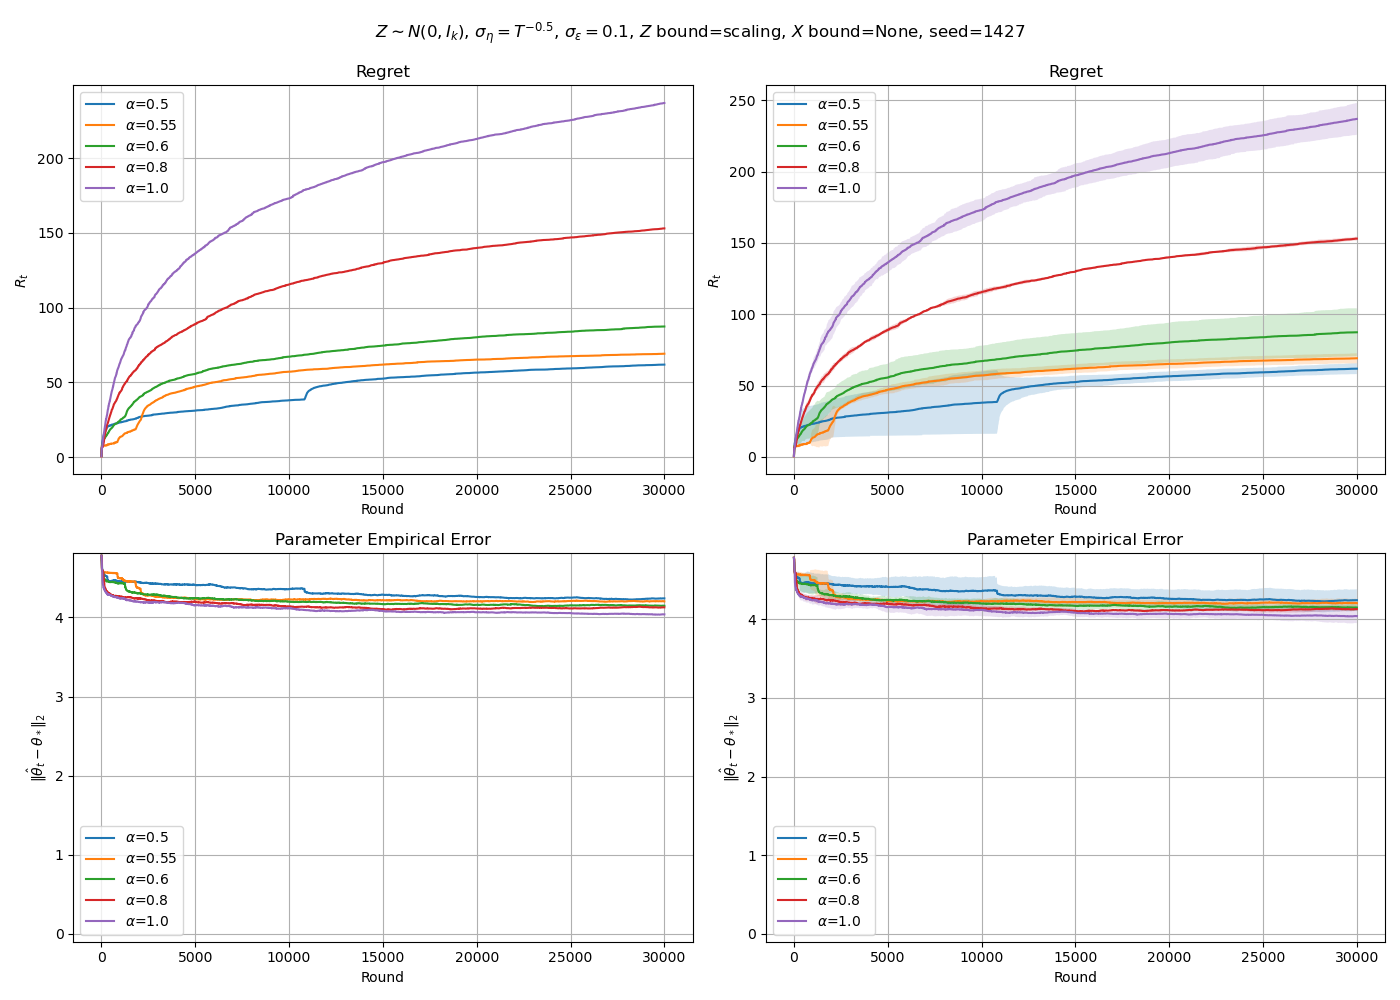 Z ~ N(0, I_k), σ_η = T^{-0.5}, σ_ε = 0.1, Z bound=scaling, X bound=None, seed=1427
Regret
R_t
200
150
100
50
0
α=0.5
α=0.55
α=0.6
α=0.8
α=1.0
0 5000 10000 15000 20000 25000 30000
Round
Regret
R_t
250
200
150
100
50
0
α=0.5
α=0.55
α=0.6
α=0.8
α=1.0
0 5000 10000 15000 20000 25000 30000
Round
Parameter Empirical Error
‖θ̂_t − θ_*‖_2
4
3
2
1
0
α=0.5
α=0.55
α=0.6
α=0.8
α=1.0
0 5000 10000 15000 20000 25000 30000
Round
Parameter Empirical Error
‖θ̂_t − θ_*‖_2
4
3
2
1
0
α=0.5
α=0.55
α=0.6
α=0.8
α=1.0
0 5000 10000 15000 20000 25000 30000
Round